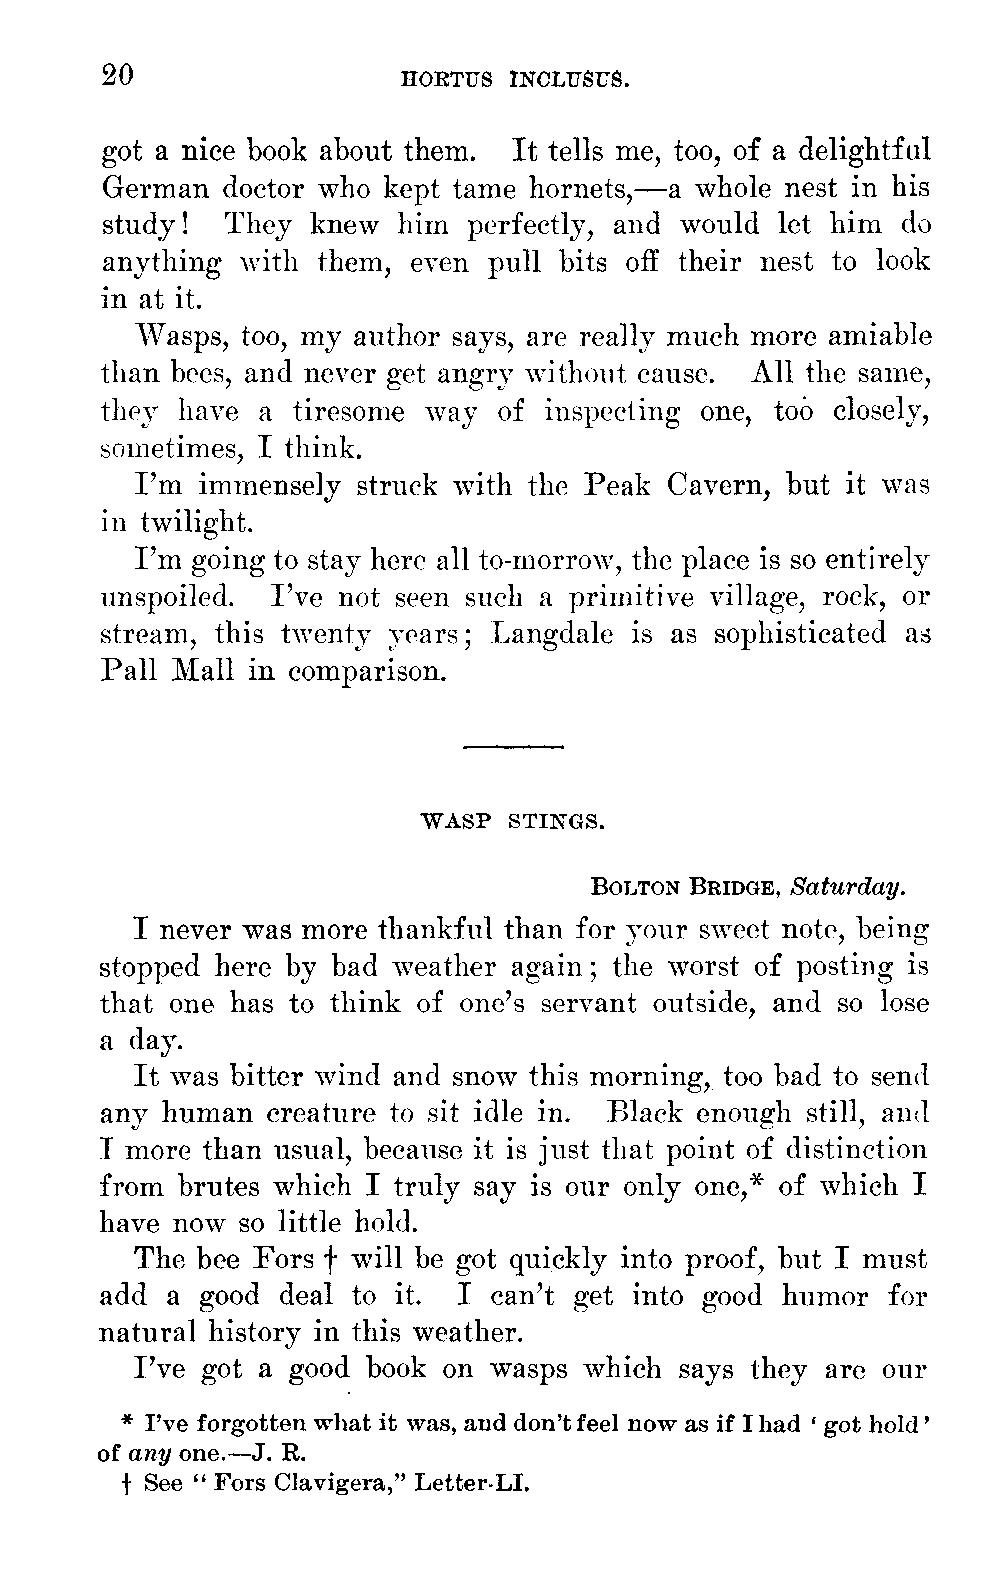 20 HORTUS INCLUSUS.
got a nice book about them. It tells me, too, of a delightful
German doctor who kept tame hornets,—a whole nest in his
study! They knew him perfectly, and would let him do
anything with them, even pull bits off their nest to look
in at it.
Wasps, too, my author says, are really much more amiable
than bees, and never get angry without cause. All the same,
they have a tiresome way of inspecting one, too closely,
sometimes, I think.
I'm immensely struck with the Peak Cavern, but it was
in twilight.
I'm going to stay here all to-morrow, the place is so entirely
unspoiled. I've not seen such a primitive village, rock, or
stream, this twenty years; Langdale is as sophisticated as
Pall Mall in comparison.
WASP STINGS.
BOLTON BRIDGE, Saturday.
I never was more thankful than for your sweet note, being
stopped here by bad weather again; the worst of posting is
that one has to think of one's servant outside, and so lose
a day.
It was bitter wind and snow this morning, too bad to send
any human creature to sit idle in. Black enough still, and
I more than usual, because it is just that point of distinction
from brutes which I truly say is our only one,* of which I
have now so little hold.
The bee Fors † will be got quickly into proof, but I must
add a good deal to it. I can't get into good humor for
natural history in this weather.
I've got a good book on wasps which says they are our
* I've forgotten what it was, and don't feel now as if I had ‘got hold’
of any one.—J. R.
† See “Fors Clavigera,” Letter-LI.